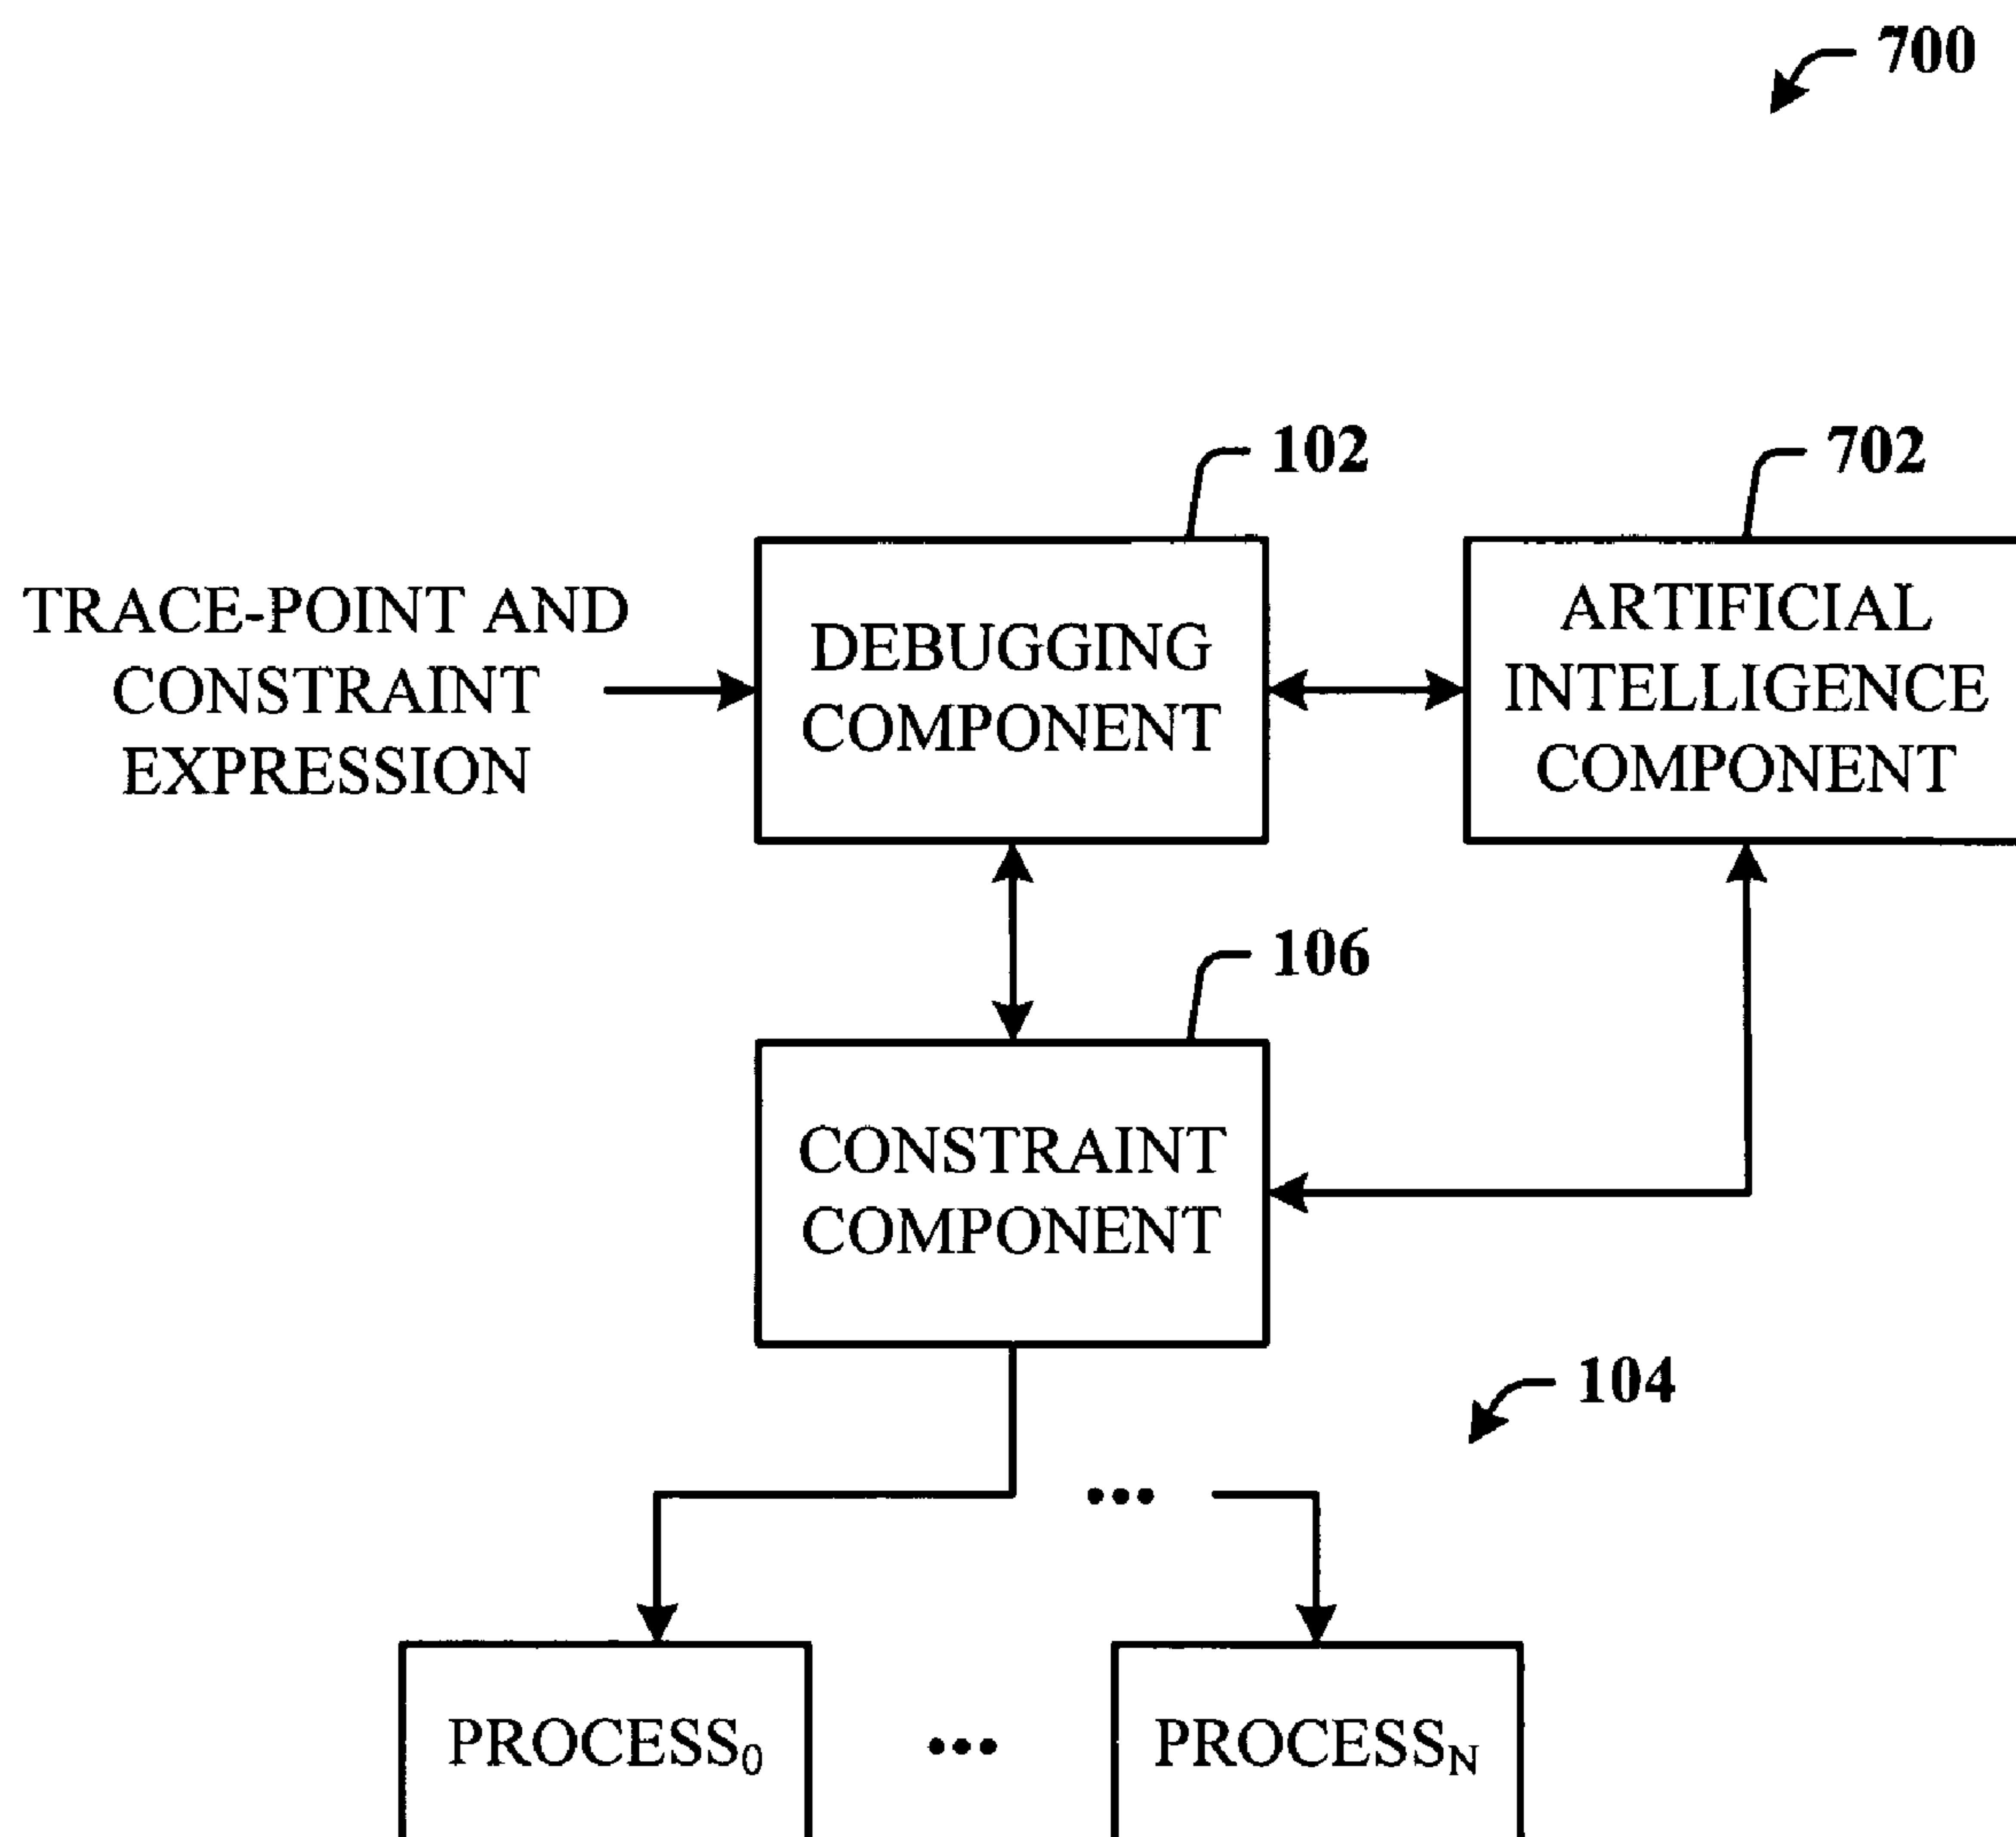 700
102
702
TRACE-POINT AND
CONSTRAINT
EXPRESSION
DEBUGGING
COMPONENT
ARTIFICIAL
INTELLIGENCE
COMPONENT
106
CONSTRAINT
COMPONENT
104
•••
PROCESS₀
•••
PROCESSN